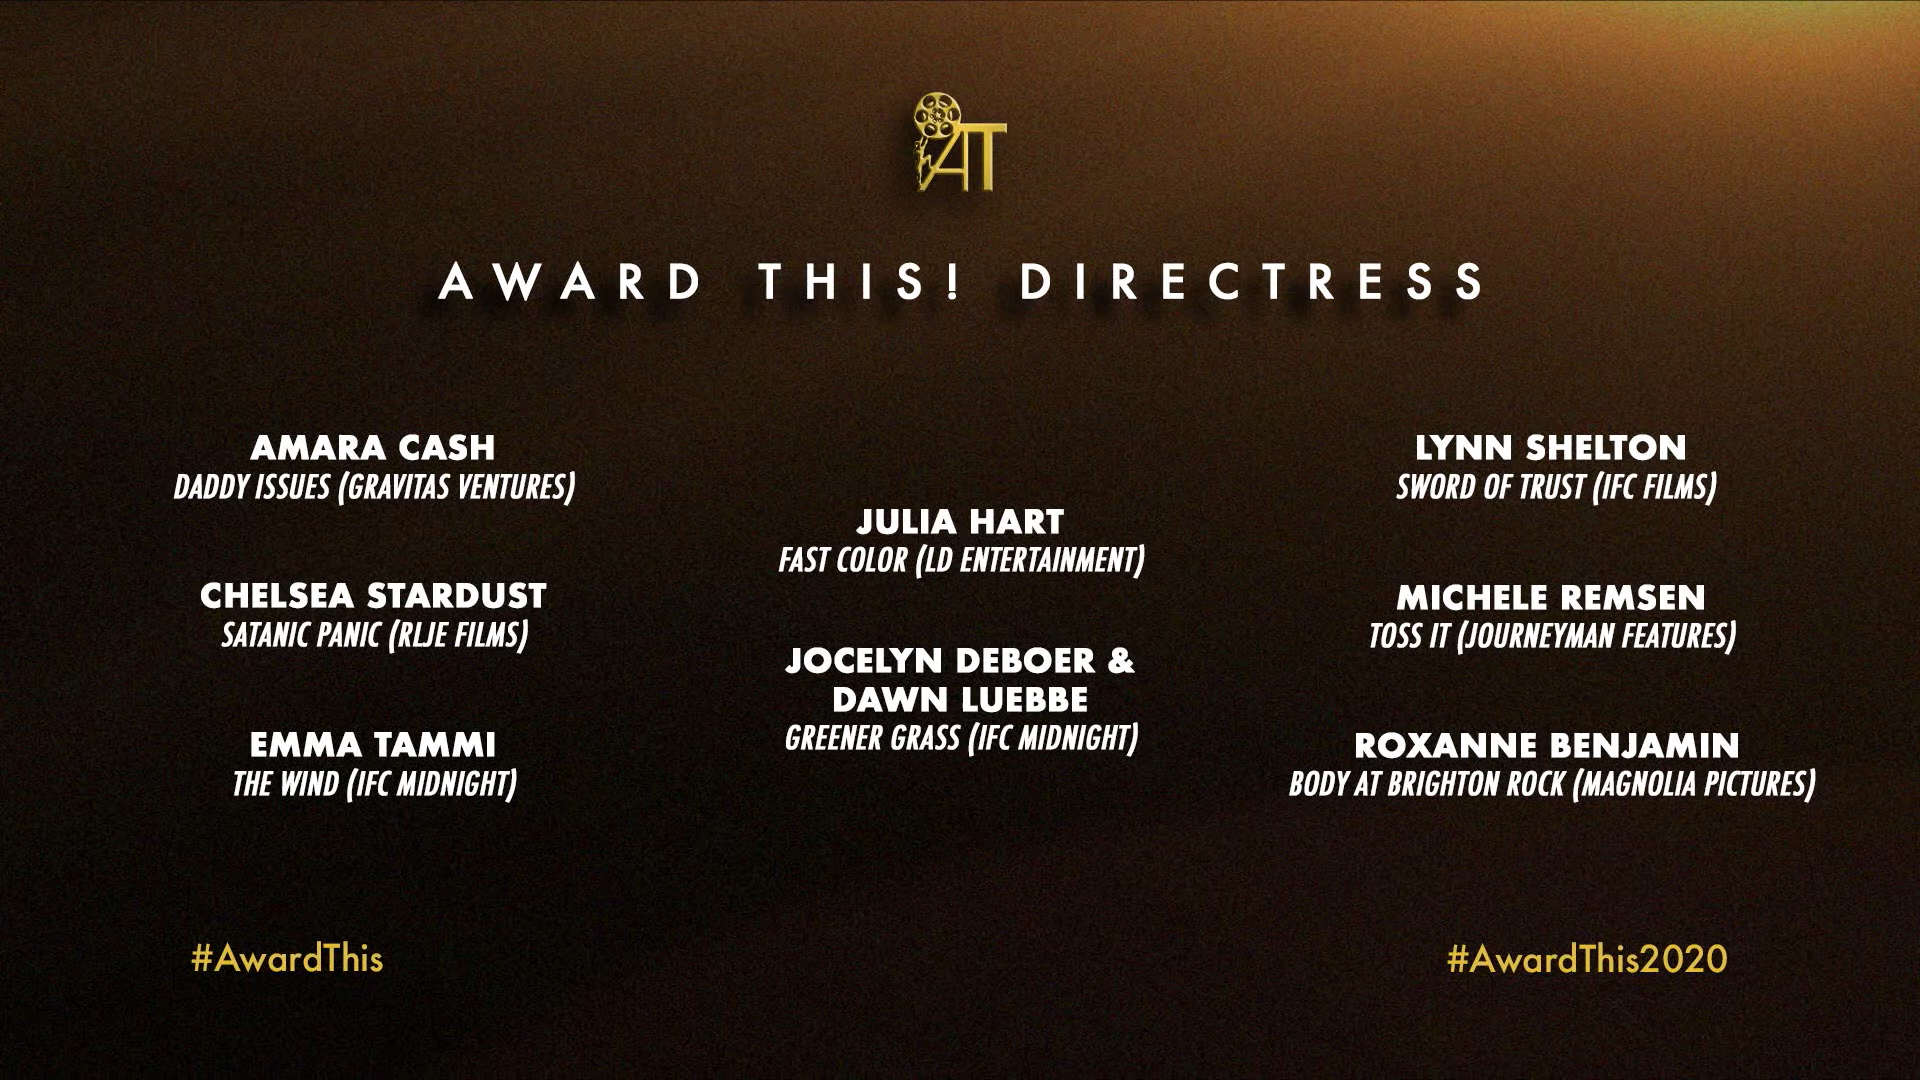 AT
AWARD THIS! DIRECTRESS
AMARA CASH
DADDY ISSUES (GRAVITAS VENTURES)
CHELSEA STARDUST
SATANIC PANIC (RLJE FILMS)
EMMA TAMMI
THE WIND (IFC MIDNIGHT)
JULIA HART
FAST COLOR (LD ENTERTAINMENT)
JOCELYN DEBOER &
DAWN LUEBBE
GREENER GRASS (IFC MIDNIGHT)
LYNN SHELTON
SWORD OF TRUST (IFC FILMS)
MICHELE REMSEN
TOSS IT (JOURNEYMAN FEATURES)
ROXANNE BENJAMIN
BODY AT BRIGHTON ROCK (MAGNOLIA PICTURES)
#AwardThis
#AwardThis2020